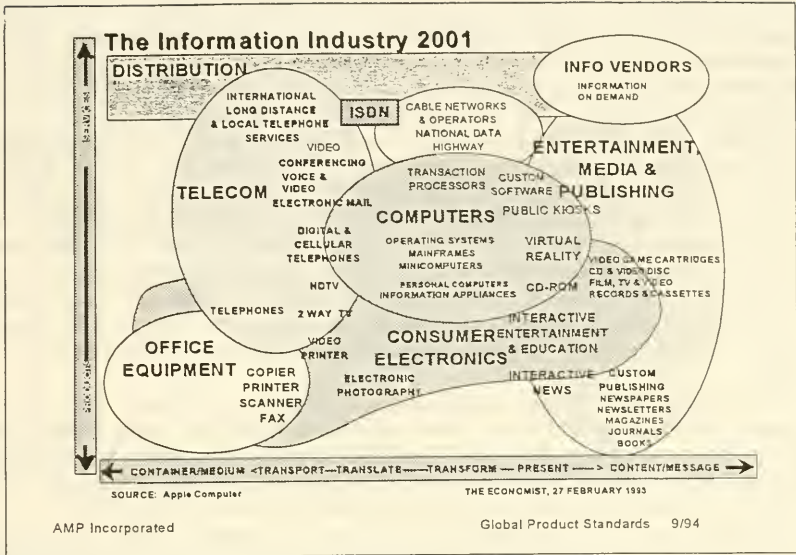 The Information Industry 2001
DISTRIBUTION
SERVICES
INFO VENDORS
INFORMATION
ON DEMAND
INTERNATIONAL
LONG DISTANCE
& LOCAL TELEPHONE
SERVICES
ISDN
CABLE NETWORKS
& OPERATORS
NATIONAL DATA
HIGHWAY
ENTERTAINMENT,
MEDIA &
PUBLISHING
VIDEO
CONFERENCING
VOICE &
VIDEO
ELECTRONIC MAIL
TELECOM
TRANSACTION
PROCESSORS
CUSTOM
SOFTWARE
COMPUTERS
PUBLIC KIOSKS
DIGITAL &
CELLULAR
TELEPHONES
OPERATING SYSTEMS
MAINFRAMES
MINICOMPUTERS
VIRTUAL
REALITY
VIDEO GAME CARTRIDGES
CD & VIDEO DISC
FILM, TV & VIDEO
RECORDS & CASSETTES
HDTV
PERSONAL COMPUTERS
INFORMATION APPLIANCES
CD-ROM
TELEPHONES
2 WAY TV
CONSUMER
ELECTRONICS
INTERACTIVE
ENTERTAINMENT
& EDUCATION
VIDEO
PRINTER
OFFICE
EQUIPMENT
COPIER
PRINTER
SCANNER
FAX
ELECTRONIC
PHOTOGRAPHY
INTERACTIVE
NEWS
CUSTOM
PUBLISHING
NEWSPAPERS
NEWSLETTERS
MAGAZINES
JOURNALS
BOOKS
PRODUCTS
CONTAINER/MEDIUM <TRANSPORT—TRANSLATE——TRANSFORM — PRESENT —-— > CONTENT/MESSAGE
SOURCE: Apple Computer
THE ECONOMIST, 27 FEBRUARY 1993
AMP Incorporated
Global Product Standards 9/94